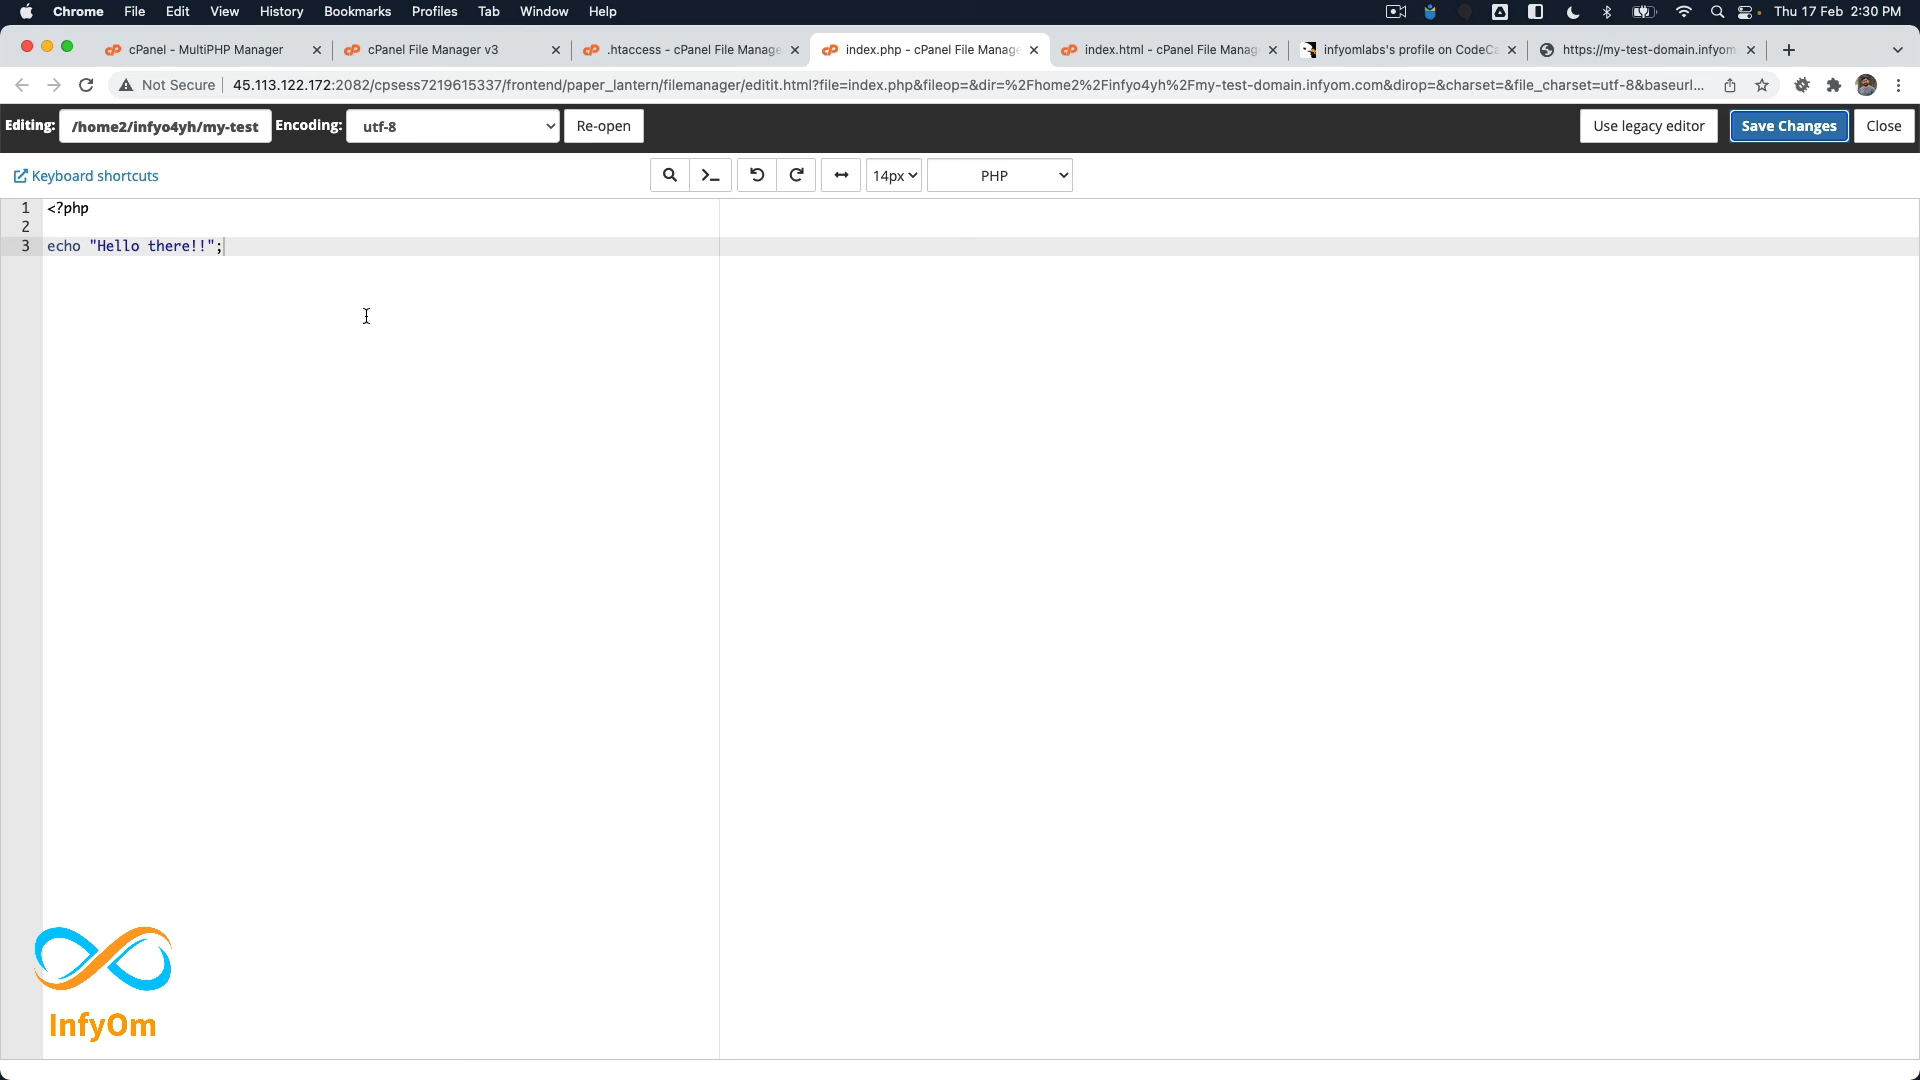 Chrome File Edit View History Bookmarks Profiles Tab Window Help Thu 17 Feb 2:30 PM
cPanel - MultiPHP Manager cPanel File Manager v3 .htaccess - cPanel File Manage index.php - cPanel File Manage index.html - cPanel File Manag infyomlabs's profile on CodeCa https://my-test-domain.infyom
Not Secure 45.113.122.172:2082/cpsess7219615337/frontend/paper_lantern/filemanager/editit.html?file=index.php&fileop=&dir=%2Fhome2%2Finfyo4yh%2Fmy-test-domain.infyom.com&dirop=&charset=&file_charset=utf-8&baseurl...
Editing: /home2/infyo4yh/my-test Encoding: utf-8 Re-open Use legacy editor Save Changes Close
Keyboard shortcuts 14px PHP
1 <?php
2
3 echo "Hello there!!";
InfyOm